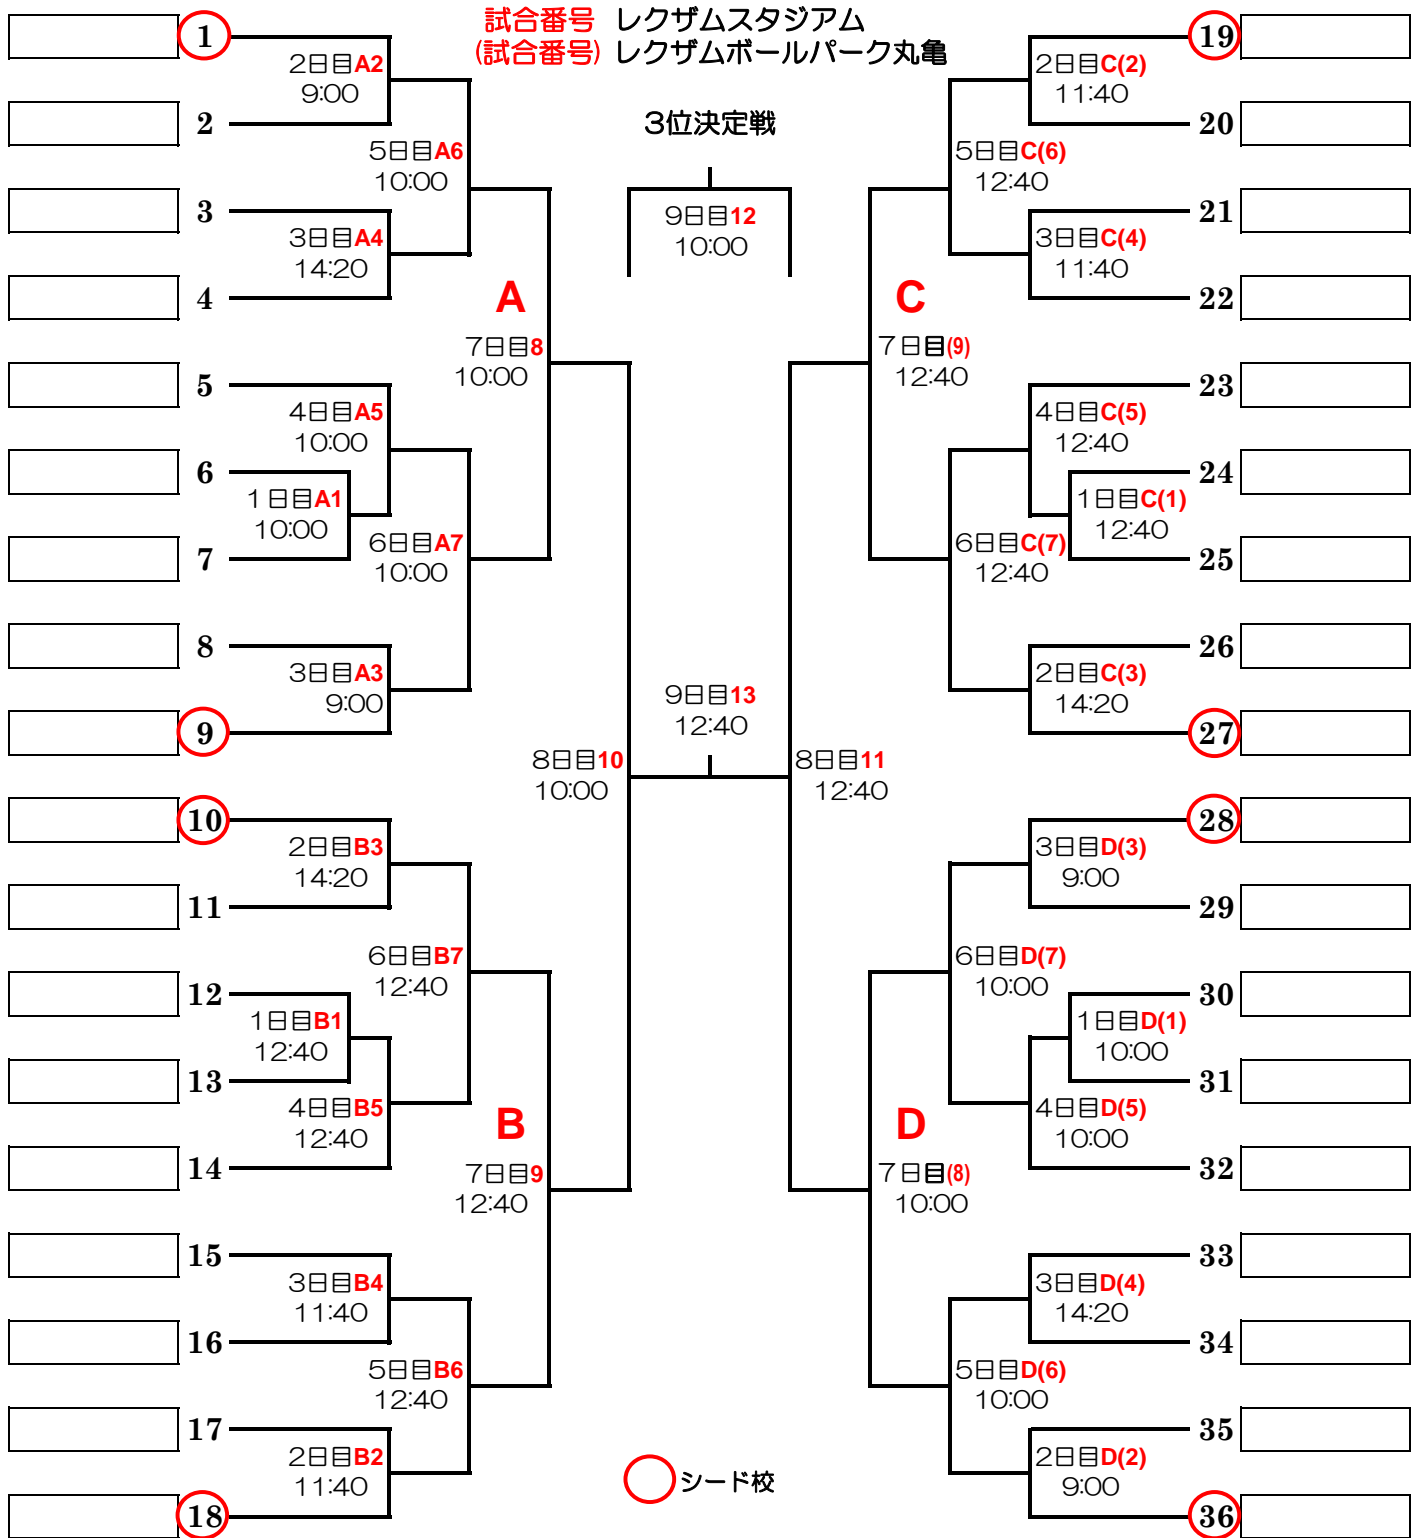 試合番号 レクザムスタジアム
(試合番号) レクザムボールパーク丸亀
3位決定戦
9日目12
10:00
1
2日目A2
9:00
2
5日目A6
10:00
3
3日目A4
14:20
4
A
7日目8
10:00
5
4日目A5
10:00
6
1日目A1
10:00
7
6日目A7
10:00
8
3日目A3
9:00
9
8日目10
10:00
10
2日目B3
14:20
11
6日目B7
12:40
12
1日目B1
12:40
13
4日目B5
12:40
14
B
7日目9
12:40
15
3日目B4
11:40
16
5日目B6
12:40
17
2日目B2
11:40
18
9日目13
12:40
シード校
19
2日目C(2)
11:40
20
5日目C(6)
12:40
21
3日目C(4)
11:40
22
C
7日目(9)
12:40
23
4日目C(5)
12:40
24
1日目C(1)
12:40
25
6日目C(7)
12:40
26
2日目C(3)
14:20
27
8日目11
12:40
28
3日目D(3)
9:00
29
6日目D(7)
10:00
30
1日目D(1)
10:00
31
4日目D(5)
10:00
32
D
7日目(8)
10:00
33
3日目D(4)
14:20
34
5日目D(6)
10:00
35
2日目D(2)
9:00
36